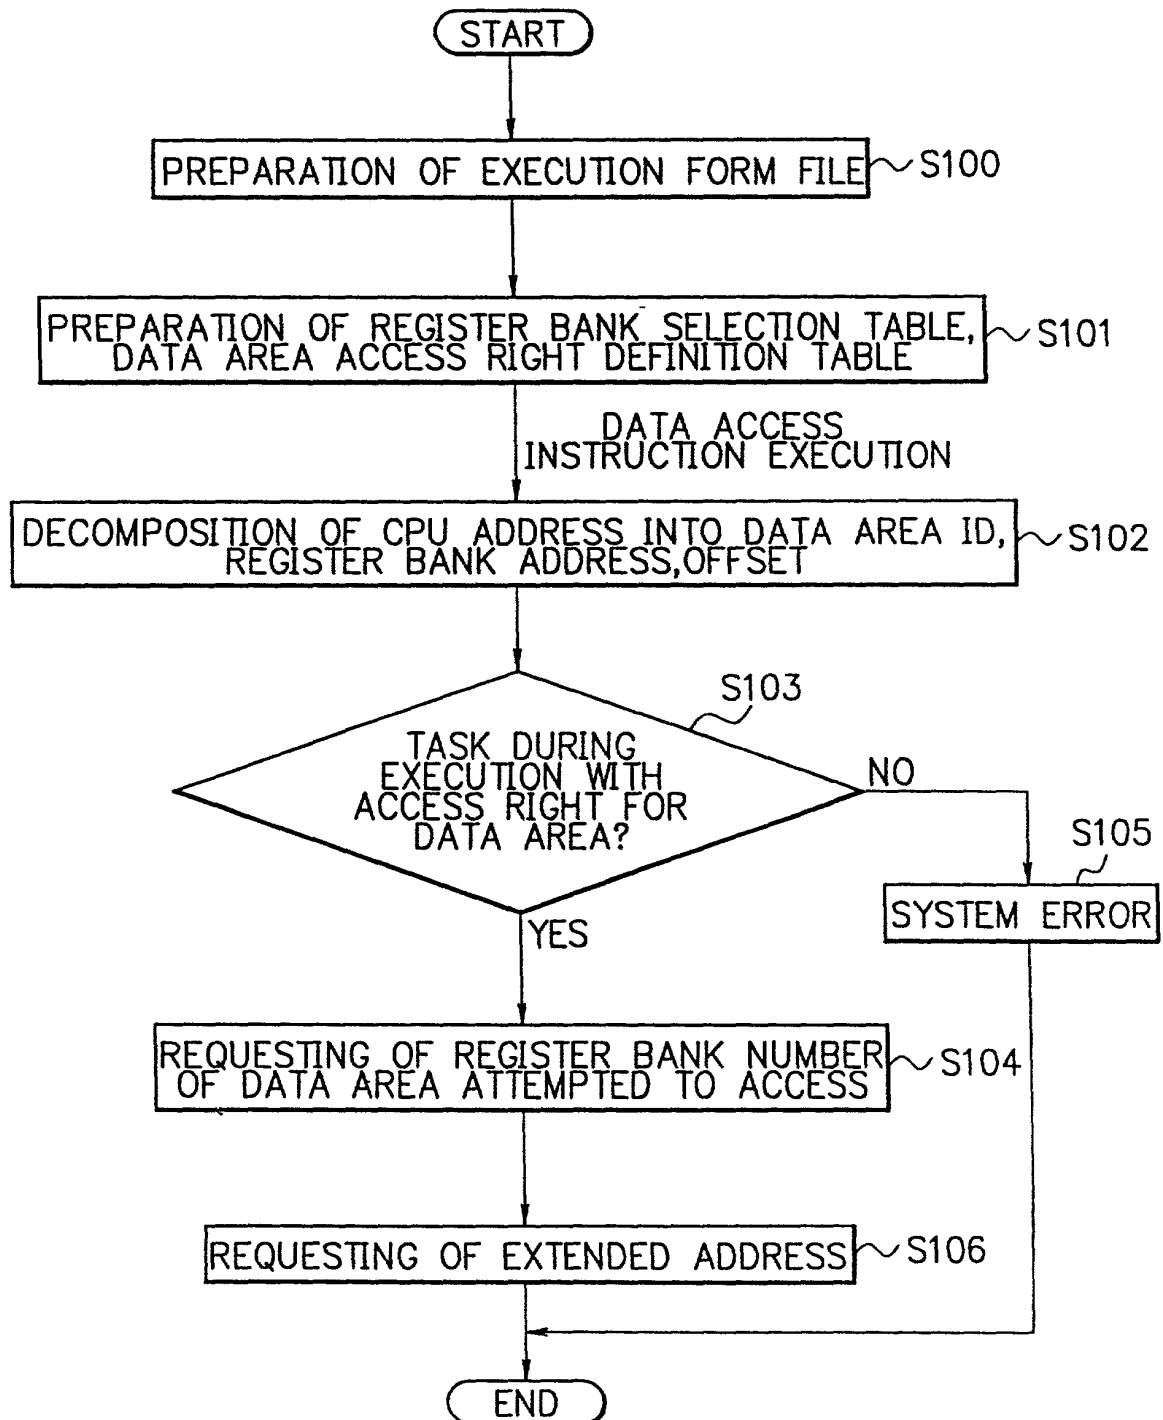 START
PREPARATION OF EXECUTION FORM FILE
S100
PREPARATION OF REGISTER BANK SELECTION TABLE,
DATA AREA ACCESS RIGHT DEFINITION TABLE
S101
DATA ACCESS
INSTRUCTION EXECUTION
DECOMPOSITION OF CPU ADDRESS INTO DATA AREA ID,
REGISTER BANK ADDRESS,OFFSET
S102
S103
TASK DURING
EXECUTION WITH
ACCESS RIGHT FOR
DATA AREA?
NO
S105
SYSTEM ERROR
YES
REQUESTING OF REGISTER BANK NUMBER
OF DATA AREA ATTEMPTED TO ACCESS
S104
REQUESTING OF EXTENDED ADDRESS
S106
END